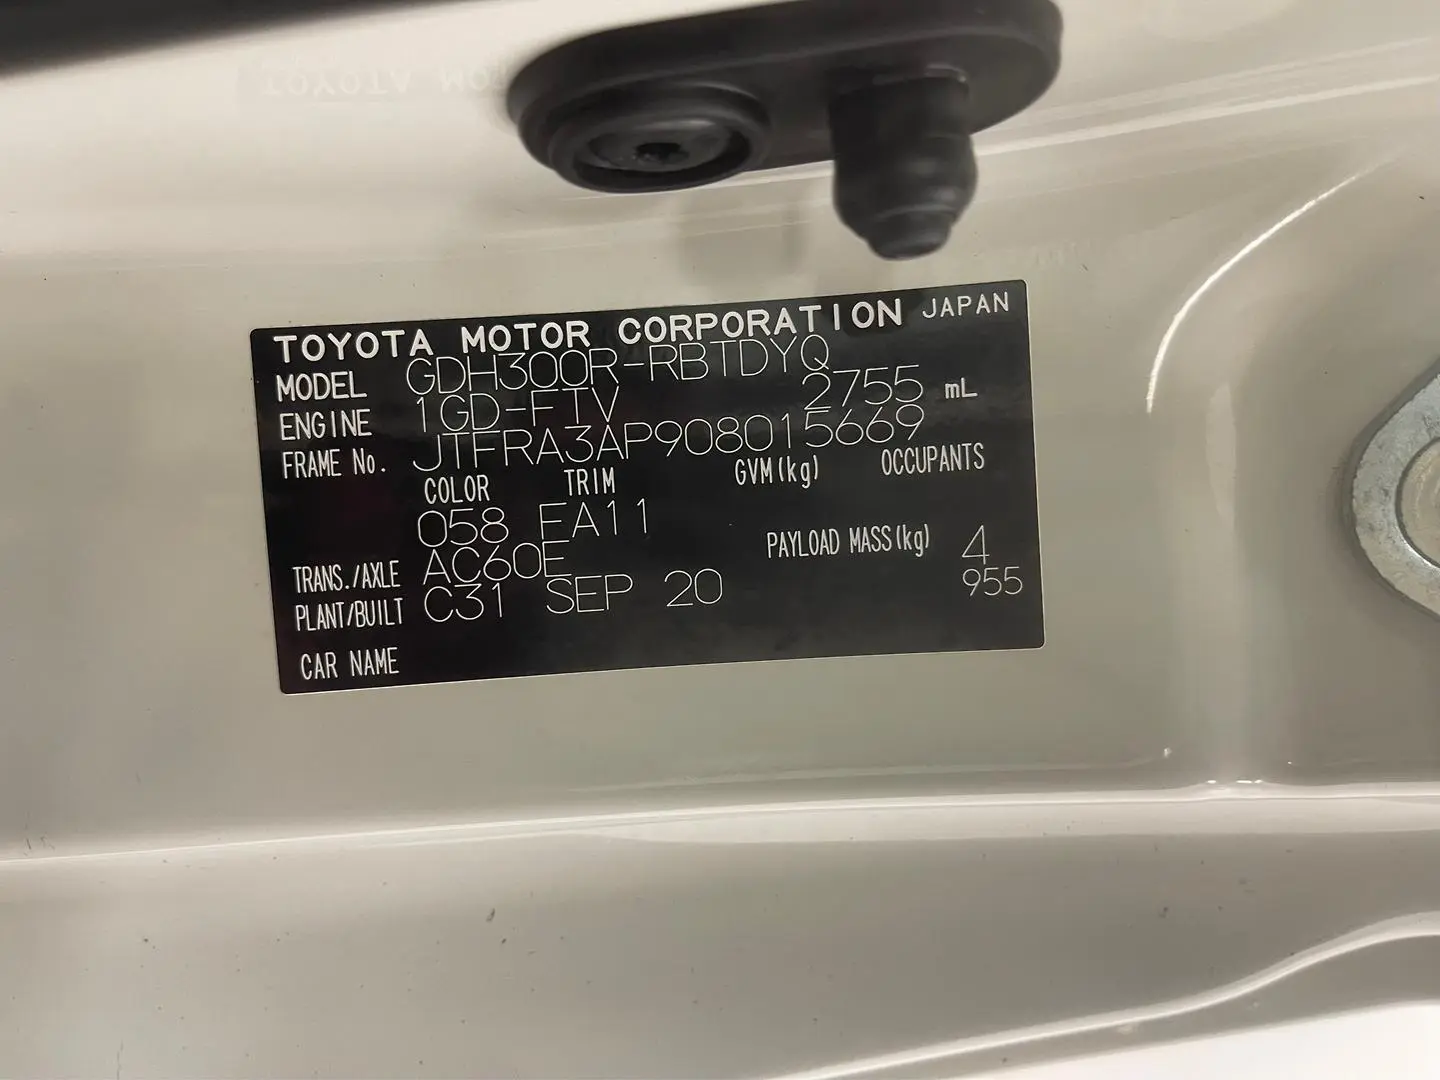 TOYOTA MOTOR CORPORATION JAPAN
MODEL GDH300R-RBTDYQ
ENGINE 1GD-FTV 2755 mL
FRAME No. JTFRA3AP908015669
COLOR TRIM GVM(kg) OCCUPANTS
058 EA11
PAYLOAD MASS(kg) 4
TRANS./AXLE AC60E
955
PLANT/BUILT C31 SEP 20
CAR NAME